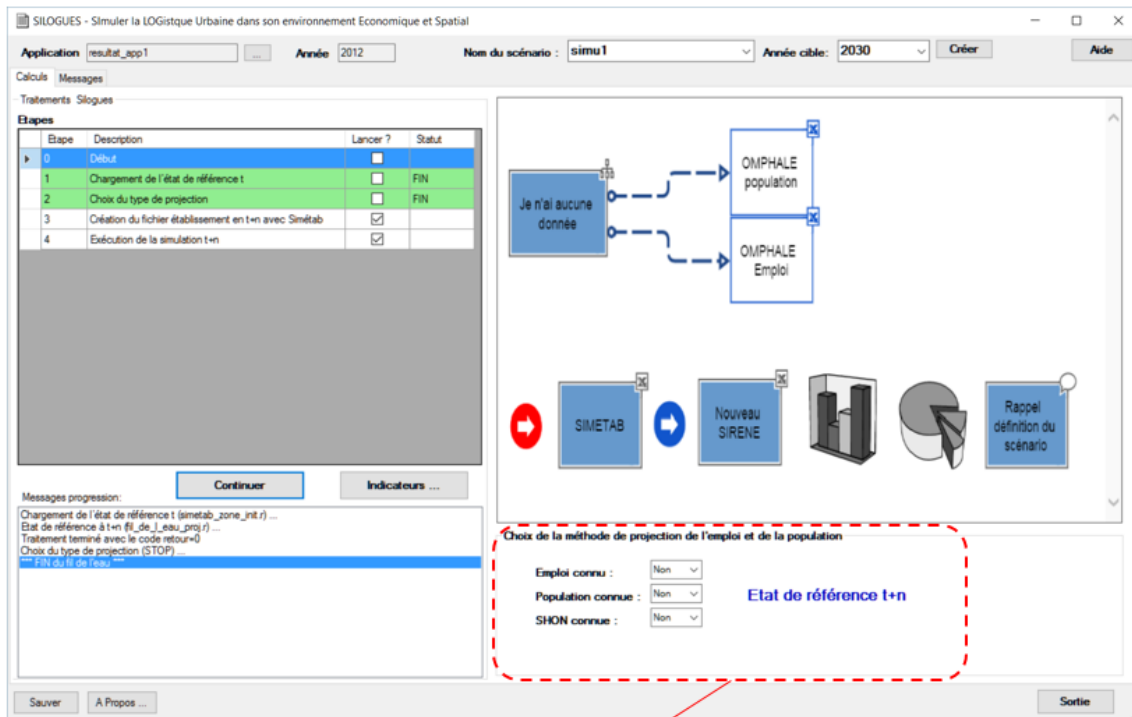 SILOGUES - SImuler la LOGistque Urbaine dans son environnement Economique et Spatial
Application resultat_app1 ... Année 2012 Nom du scénario : simu1 Année cible: 2030 Créer Aide
Calculs Messages
Traitements Silogues
Etapes
Etape Description Lancer ? Statut
0 Début
1 Chargement de l'état de référence t FIN
2 Choix du type de projection FIN
3 Création du fichier établissement en t+n avec Simétab
4 Exécution de la simulation t+n
Continuer Indicateurs ...
Messages progression:
Chargement de l'état de référence t (simetab_zone_init.r) ...
Etat de référence à t+n (fil_de_l_eau_proj.r) ...
Traitement terminé avec le code retour=0
Choix du type de projection (STOP) ...
*** FIN du fil de l'eau ***
Je n'ai aucune
donnée
OMPHALE
population
OMPHALE
Emploi
SIMETAB
Nouveau
SIRENE
Rappel
définition du
scénario
Choix de la méthode de projection de l'emploi et de la population
Emploi connu : Non
Population connue : Non
SHON connue : Non
Etat de référence t+n
Sauver A Propos ... Sortie